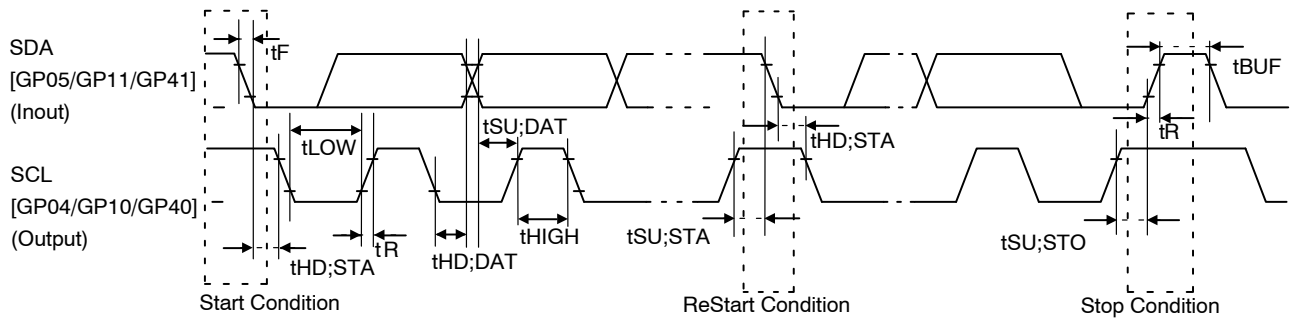 SDA
[GP05/GP11/GP41]
(Inout)
tF
tSU;DAT
tLOW
tHD;STA
tBUF
tR
SCL
[GP04/GP10/GP40]
(Output)
tHD;STA
tR
tHD;DAT
tHIGH
tSU;STA
tSU;STO
Start Condition
ReStart Condition
Stop Condition